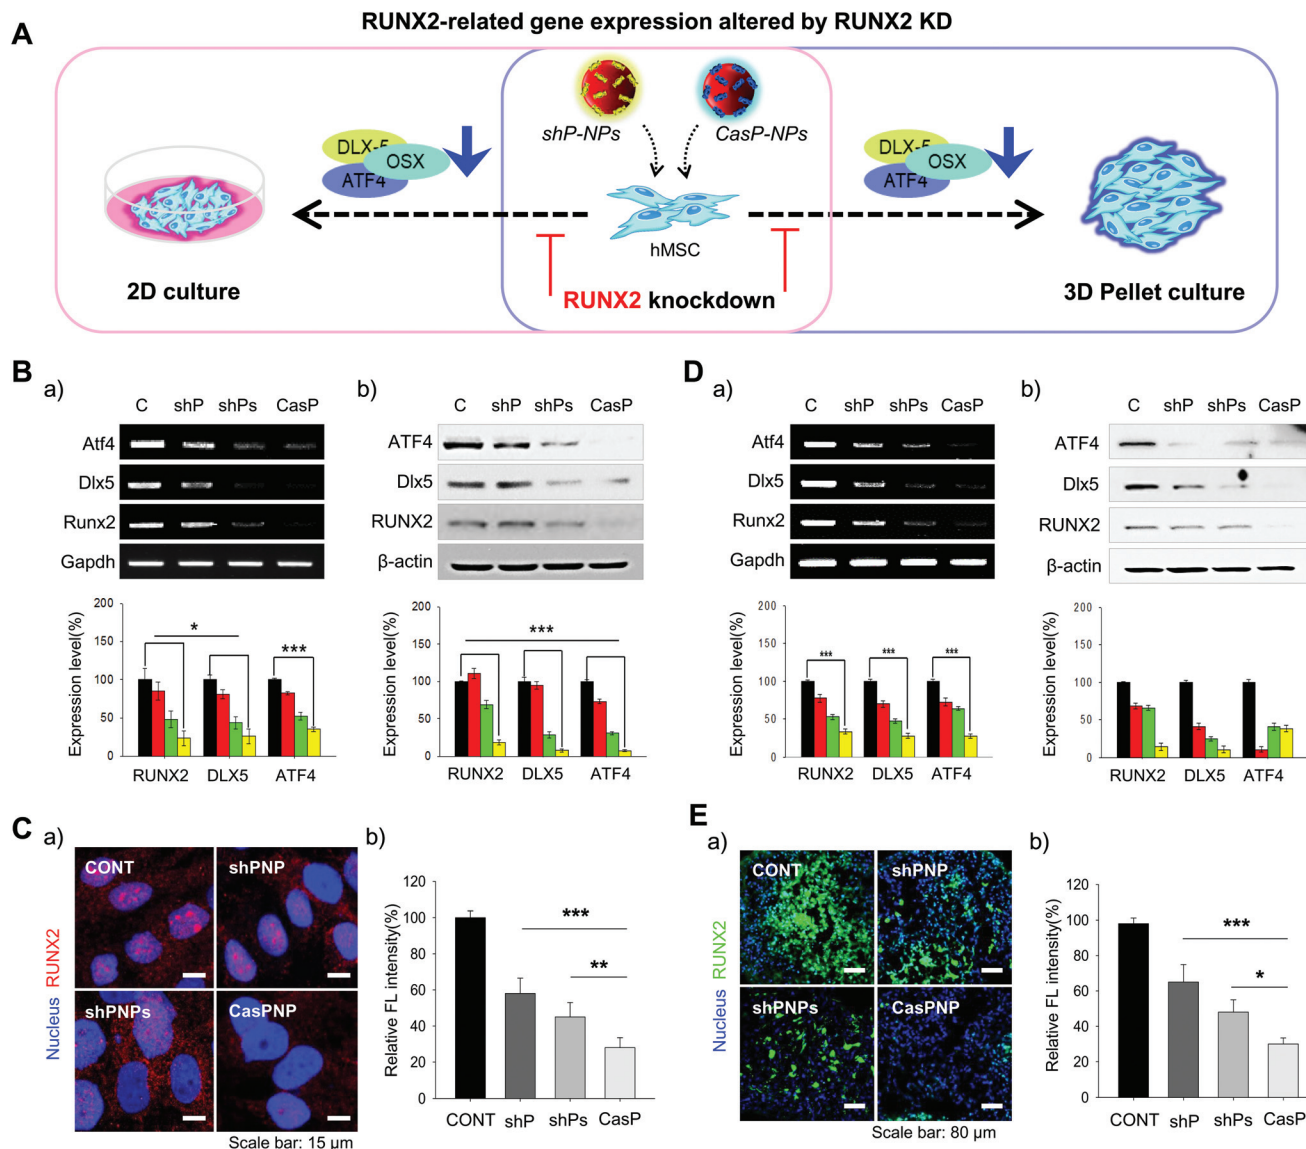 RUNX2-related gene expression altered by RUNX2 KD
A
shP-NPs
CasP-NPs
DLX-5
OSX
ATF4
DLX-5
OSX
ATF4
hMSC
2D culture
RUNX2 knockdown
3D Pellet culture
B
a)
C shP shPs CasP
Atf4
Dlx5
Runx2
Gapdh
Expression level(%)
200
150
100
50
0
*
***
RUNX2 DLX5 ATF4
b)
C shP shPs CasP
ATF4
Dlx5
RUNX2
β-actin
Expression level(%)
200
150
100
50
0
***
RUNX2 DLX5 ATF4
D
a)
C shP shPs CasP
Atf4
Dlx5
Runx2
Gapdh
Expression level(%)
200
150
100
50
0
*** *** ***
RUNX2 DLX5 ATF4
b)
C shP shPs CasP
ATF4
Dlx5
RUNX2
β-actin
Expression level(%)
200
150
100
50
0
RUNX2 DLX5 ATF4
C
a)
Nucleus RUNX2
CONT
shPNP
shPNPs
CasPNP
Scale bar: 15 μm
b)
Relative FL intensity(%)
120
100
80
60
40
20
0
***
**
CONT shP shPs CasP
E
a)
Nucleus RUNX2
CONT
shPNP
shPNPs
CasPNP
Scale bar: 80 μm
b)
Relative FL intensity(%)
120
100
80
60
40
20
0
***
*
CONT shP shPs CasP